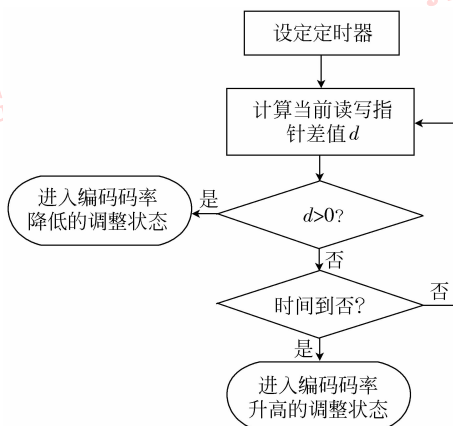 设定定时器
计算当前读写指
针差值d
是
进入编码码率
降低的调整状态
d>0?
否
时间到否?
否
是
进入编码码率
升高的调整状态